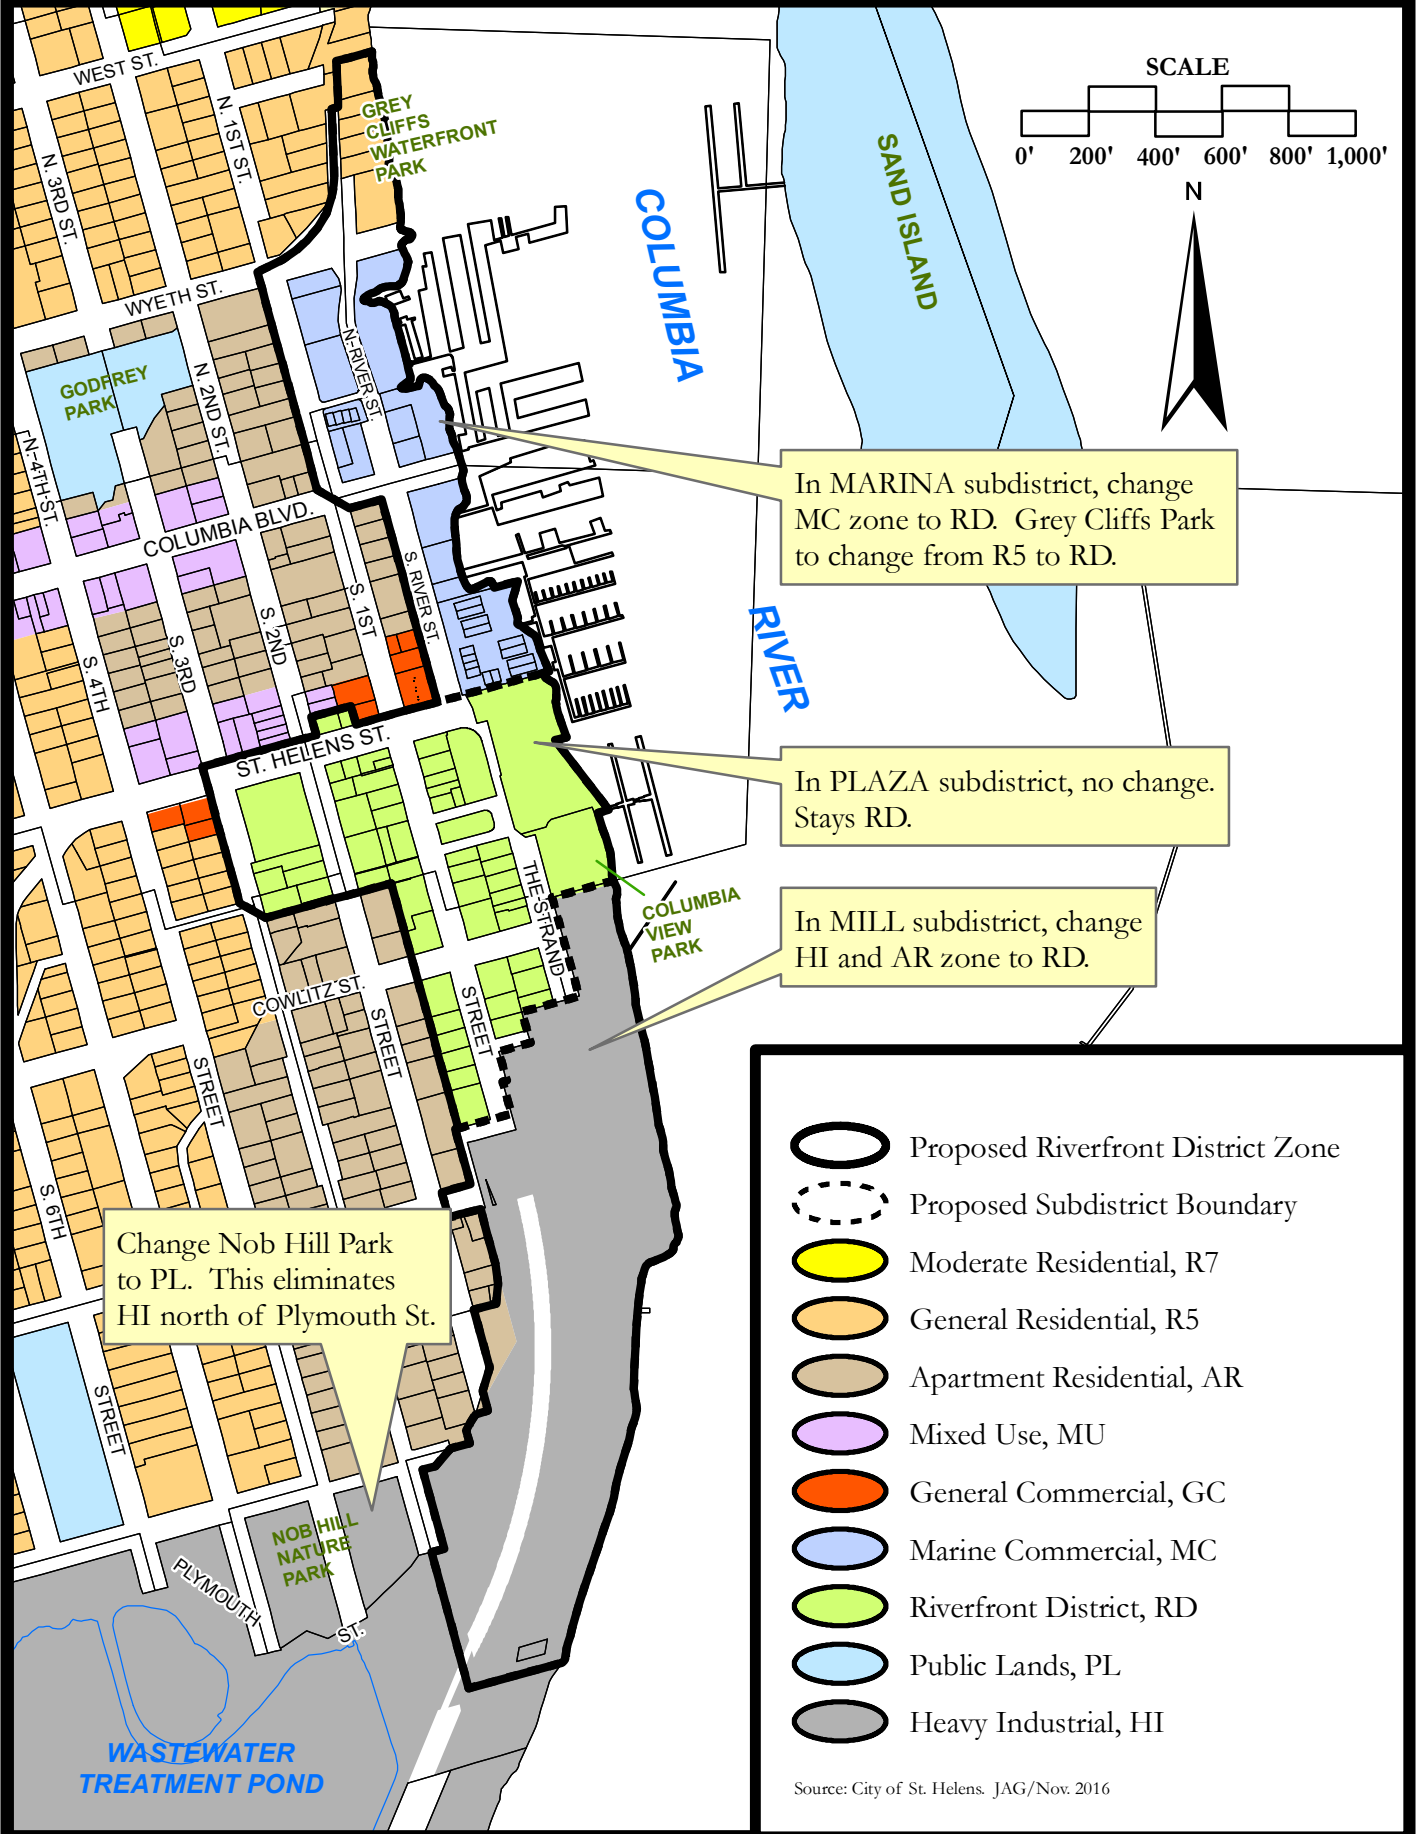 WEST ST.
N. 1ST ST.
N. 3RD ST.
GREY
CLIFFS
WATERFRONT
PARK
COLUMBIA
RIVER
SAND ISLAND
SCALE
0' 200' 400' 600' 800' 1,000'
N
WYETH ST.
N. RIVER ST.
GODFREY
PARK
N. 2ND ST.
N. 4TH ST.
COLUMBIA BLVD.
In MARINA subdistrict, change
MC zone to RD. Grey Cliffs Park
to change from R5 to RD.
S. RIVER ST.
S. 1ST
S. 2ND
S. 3RD
S. 4TH
ST. HELENS ST.
In PLAZA subdistrict, no change.
Stays RD.
THE STRAND
COLUMBIA
VIEW
PARK
In MILL subdistrict, change
HI and AR zone to RD.
COWLITZ ST.
STREET
STREET
STREET
S. 6TH
STREET
Change Nob Hill Park
to PL. This eliminates
HI north of Plymouth St.
NOB HILL
NATURE
PARK
PLYMOUTH
ST.
WASTEWATER
TREATMENT POND
Proposed Riverfront District Zone
Proposed Subdistrict Boundary
Moderate Residential, R7
General Residential, R5
Apartment Residential, AR
Mixed Use, MU
General Commercial, GC
Marine Commercial, MC
Riverfront District, RD
Public Lands, PL
Heavy Industrial, HI
Source: City of St. Helens. JAG/Nov. 2016